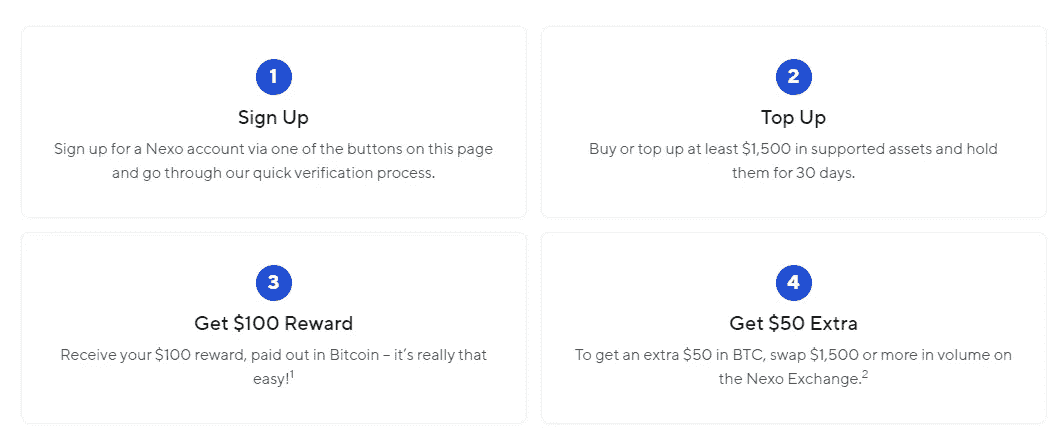 1
Sign Up
Sign up for a Nexo account via one of the buttons on this page
and go through our quick verification process.
2
Top Up
Buy or top up at least $1,500 in supported assets and hold
them for 30 days.
3
Get $100 Reward
Receive your $100 reward, paid out in Bitcoin – it’s really that
easy!¹
4
Get $50 Extra
To get an extra $50 in BTC, swap $1,500 or more in volume on
the Nexo Exchange.²